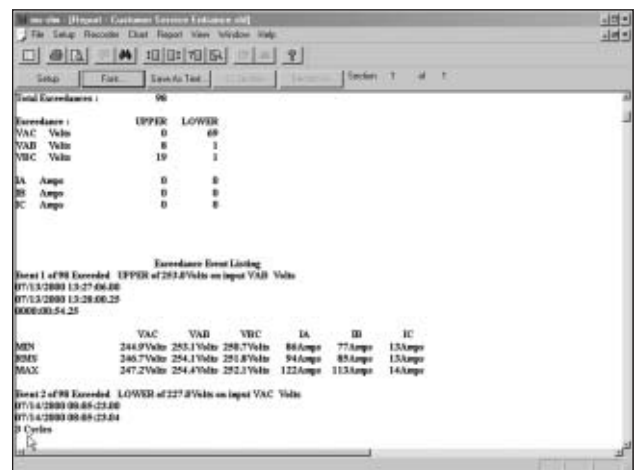 [Report - Customer Service Entrance
File Setup Recorder Chart Report View Window Help
Setup Font... Save As Text... Section 1 of 1
Total Exceedances : 98
Exceedance : UPPER LOWER
VAC Volts 0 69
VAB Volts 8 1
VBC Volts 19 1
IA Amps 0 0
IB Amps 0 0
IC Amps 0 0
Exceedance Event Listing
Event 1 of 98 Exceeded UPPER of 253.0Volts on input VAB Volts
07/13/2000 13:27:06.00
07/13/2000 13:28:00.25
0000:00:54.25
VAC VAB VBC IA IB IC
MIN 244.9Volts 253.1Volts 250.7Volts 86Amps 77Amps 13Amps
RMS 246.7Volts 254.1Volts 251.8Volts 94Amps 85Amps 13Amps
MAX 247.2Volts 254.4Volts 252.1Volts 122Amps 113Amps 14Amps
Event 2 of 98 Exceeded LOWER of 227.0Volts on input VAC Volts
07/14/2000 08:05:23.00
07/14/2000 08:05:23.04
3 Cycles